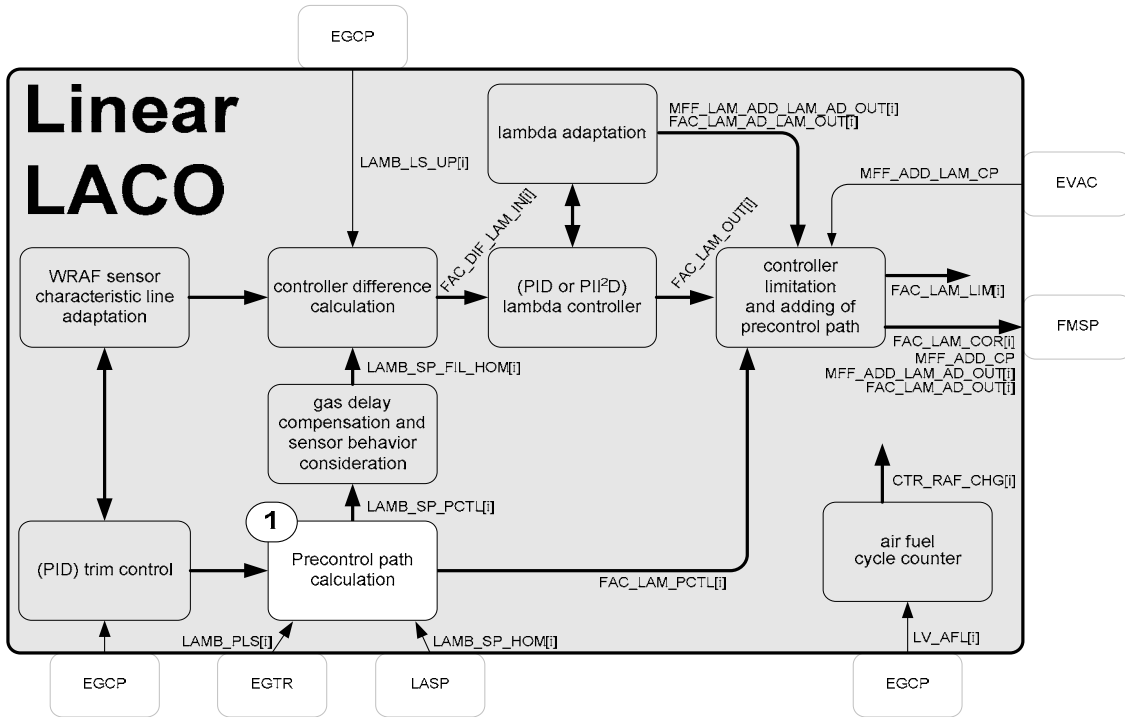 EGCP
Linear
LACO
lambda adaptation
MFF_LAM_ADD_LAM_AD_OUT[i]
FAC_LAM_AD_LAM_OUT[i]
LAMB_LS_UP[i]
MFF_ADD_LAM_CP
EVAC
FAC_DIF_LAM_IN[i]
FAC_LAM_OUT[i]
WRAF sensor
characteristic line
adaptation
controller difference
calculation
(PID or PII²D)
lambda controller
controller
limitation
and adding of
precontrol path
FAC_LAM_LIM[i]
FMSP
FAC_LAM_COR[i]
MFF_ADD_CP
MFF_ADD_LAM_AD_OUT[i]
FAC_LAM_AD_OUT[i]
LAMB_SP_FIL_HOM[i]
gas delay
compensation and
sensor behavior
consideration
CTR_RAF_CHG[i]
LAMB_SP_PCTL[i]
1
(PID) trim control
Precontrol path
calculation
FAC_LAM_PCTL[i]
air fuel
cycle counter
LAMB_PLS[i]
LAMB_SP_HOM[i]
LV_AFL[i]
EGCP
EGTR
LASP
EGCP